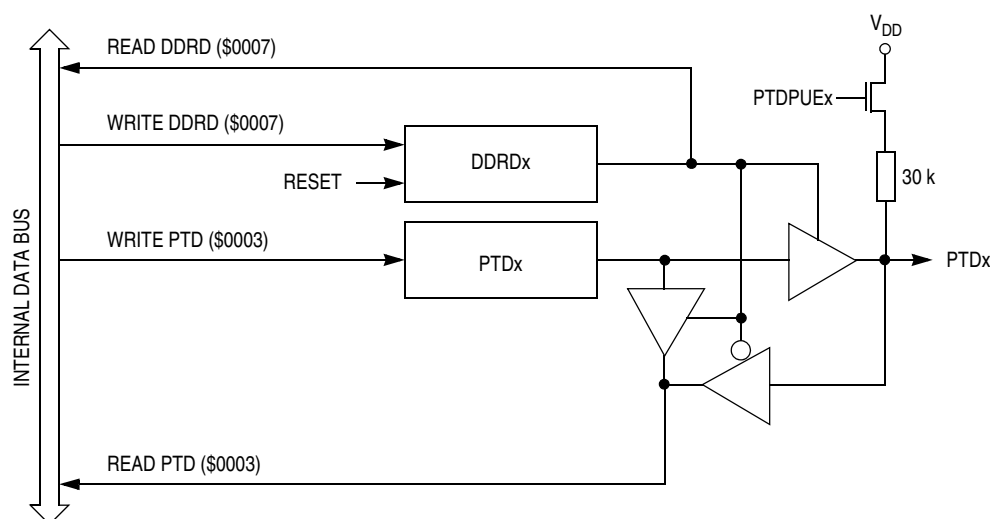 V_DD
READ DDRD ($0007)
PTDPUEx
WRITE DDRD ($0007)
DDRDx
RESET
30 k
WRITE PTD ($0003)
PTDx
PTDx
INTERNAL DATA BUS
READ PTD ($0003)